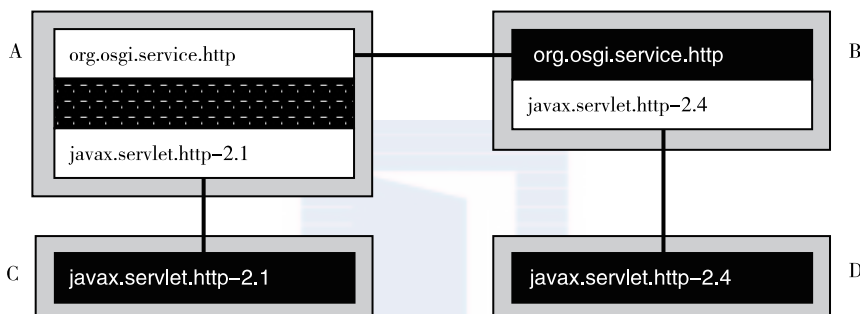 A
org.osgi.service.http
javax.servlet.http-2.1
org.osgi.service.http
javax.servlet.http-2.4
B
C
javax.servlet.http-2.1
javax.servlet.http-2.4
D